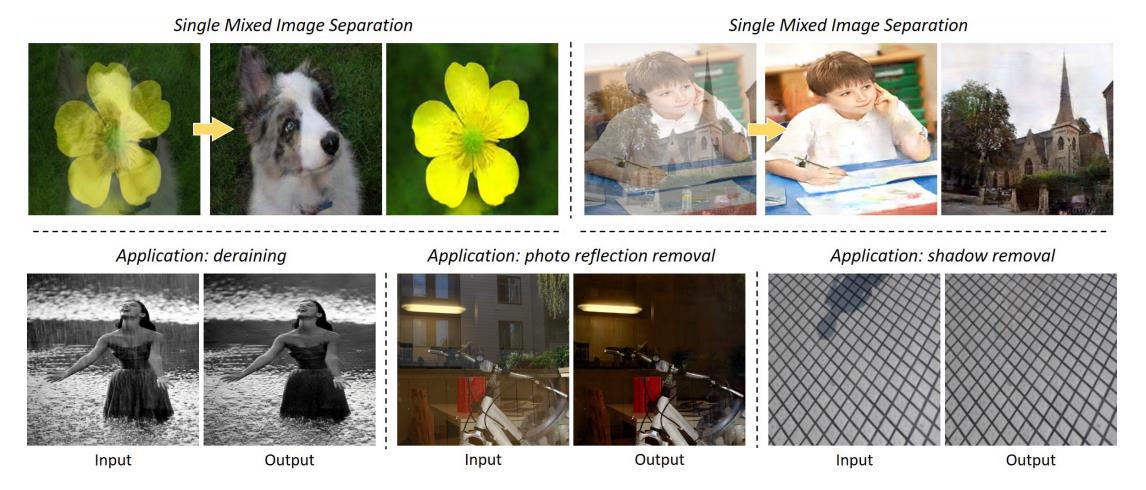 Single Mixed Image Separation
Single Mixed Image Separation
Application: deraining
Application: photo reflection removal
Application: shadow removal
Input
Output
Input
Output
Input
Output